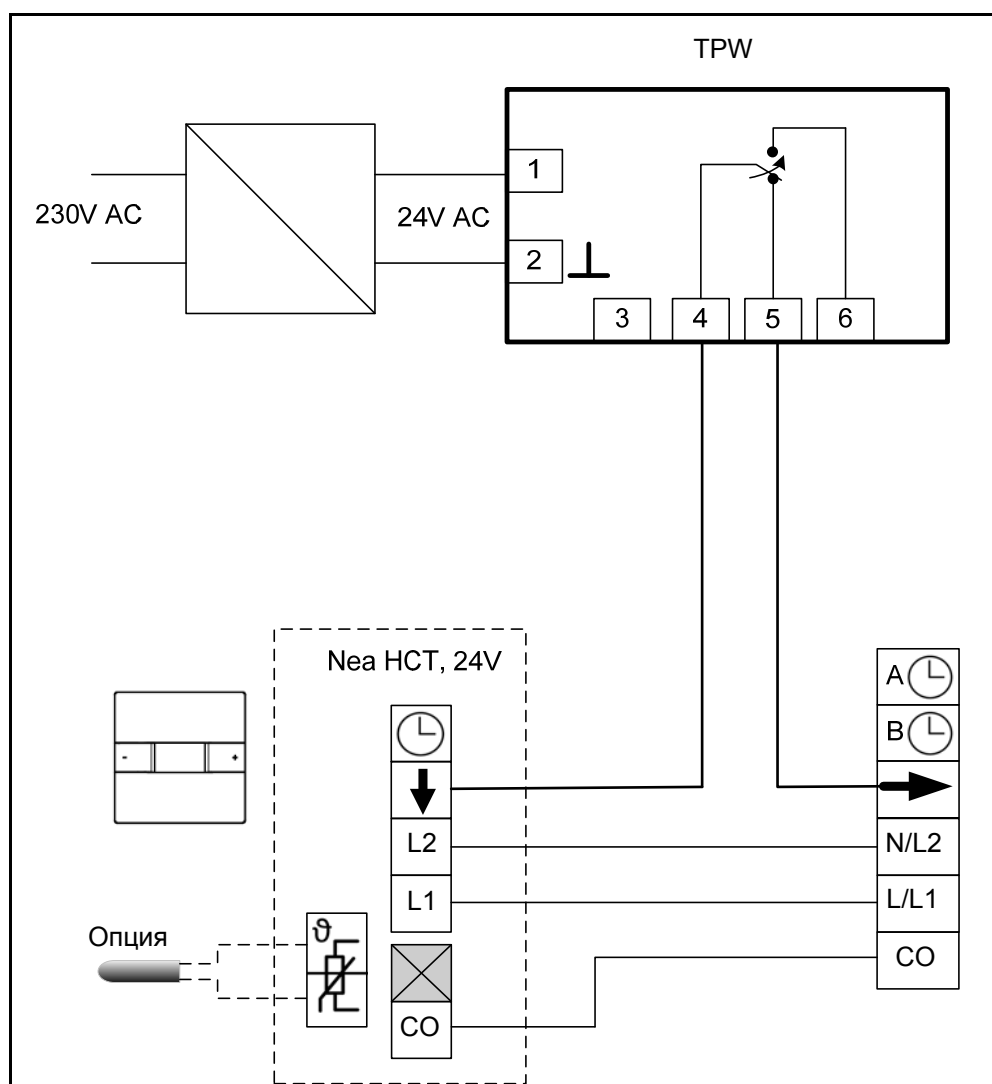 TPW
230V AC
24V AC
1
2
3
4
5
6
Nea HCT, 24V
L2
L1
ϑ
CO
- +
Опция
A
B
N/L2
L/L1
CO